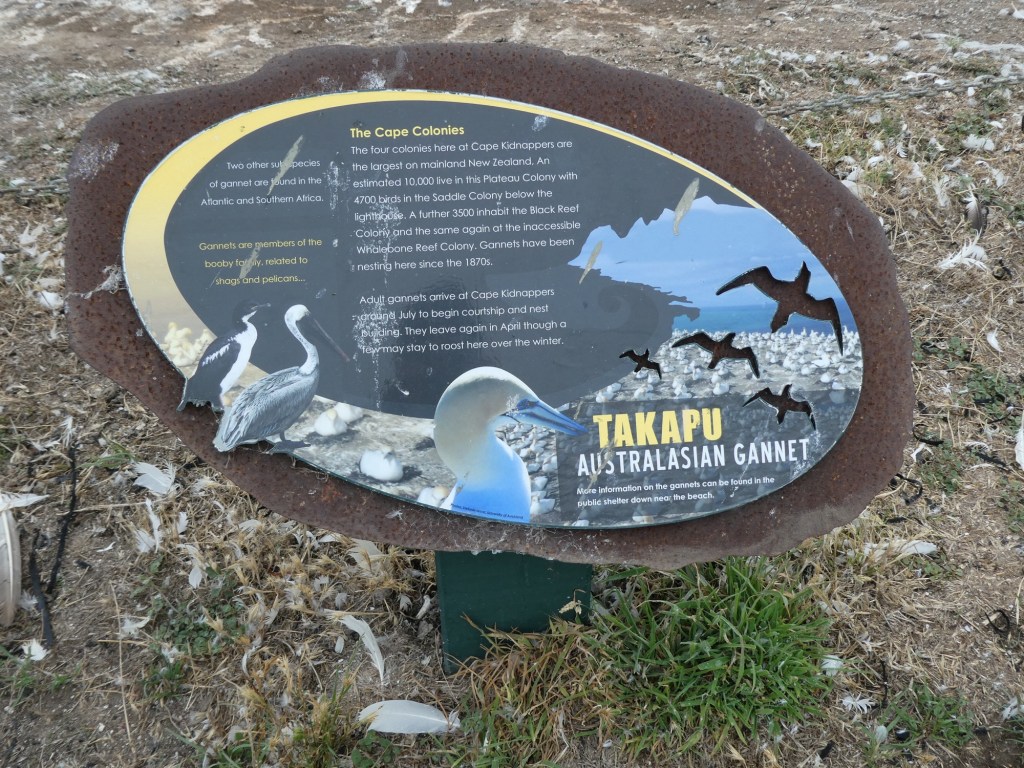 The Cape Colonies
The four colonies here at Cape Kidnappers are
the largest on mainland New Zealand. An
estimated 10,000 live in this Plateau Colony with
4700 birds in the Saddle Colony below the
lighthouse. A further 3500 inhabit the Black Reef
Colony and the same again at the inaccessible
Whalebone Reef Colony. Gannets have been
nesting here since the 1870s.
Adult gannets arrive at Cape Kidnappers
around July to begin courtship and nest
building. They leave again in April though a
few may stay to roost here over the winter.
Two other subspecies
of gannet are found in the
Atlantic and Southern Africa.
Gannets are members of the
booby family, related to
shags and pelicans...
TAKAPU
AUSTRALASIAN GANNET
More information on the gannets can be found in the
public shelter down near the beach.